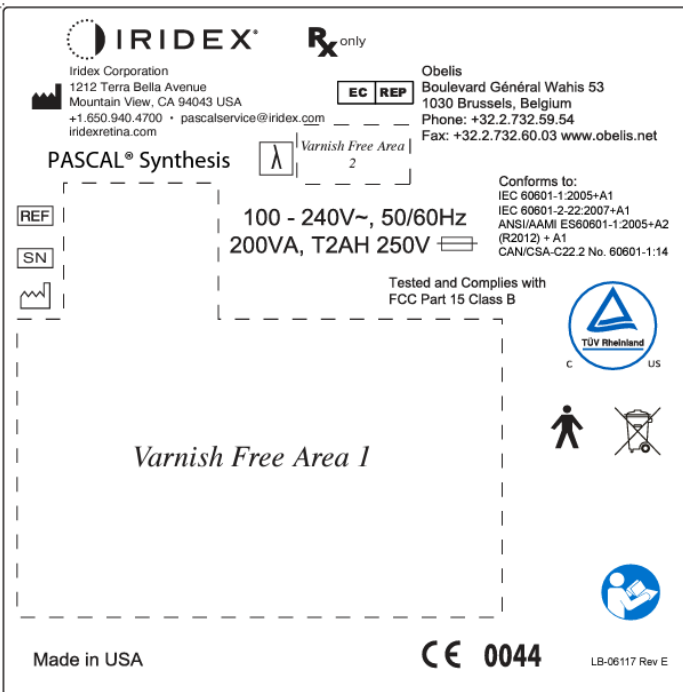 IRIDEX®
Rx only
Iridex Corporation
1212 Terra Bella Avenue
Mountain View, CA 94043 USA
+1.650.940.4700 • pascalservice@iridex.com
iridexretina.com
EC REP
Obelis
Boulevard Général Wahis 53
1030 Brussels, Belgium
Phone: +32.2.732.59.54
Fax: +32.2.732.60.03 www.obelis.net
PASCAL® Synthesis
λ
Varnish Free Area
2
REF
SN
100 - 240V~, 50/60Hz
200VA, T2AH 250V
Conforms to:
IEC 60601-1:2005+A1
IEC 60601-2-22:2007+A1
ANSI/AAMI ES60601-1:2005+A2
(R2012) + A1
CAN/CSA-C22.2 No. 60601-1:14
Tested and Complies with
FCC Part 15 Class B
TÜV Rheinland
C US
Varnish Free Area 1
Made in USA
CE 0044
LB-06117 Rev E